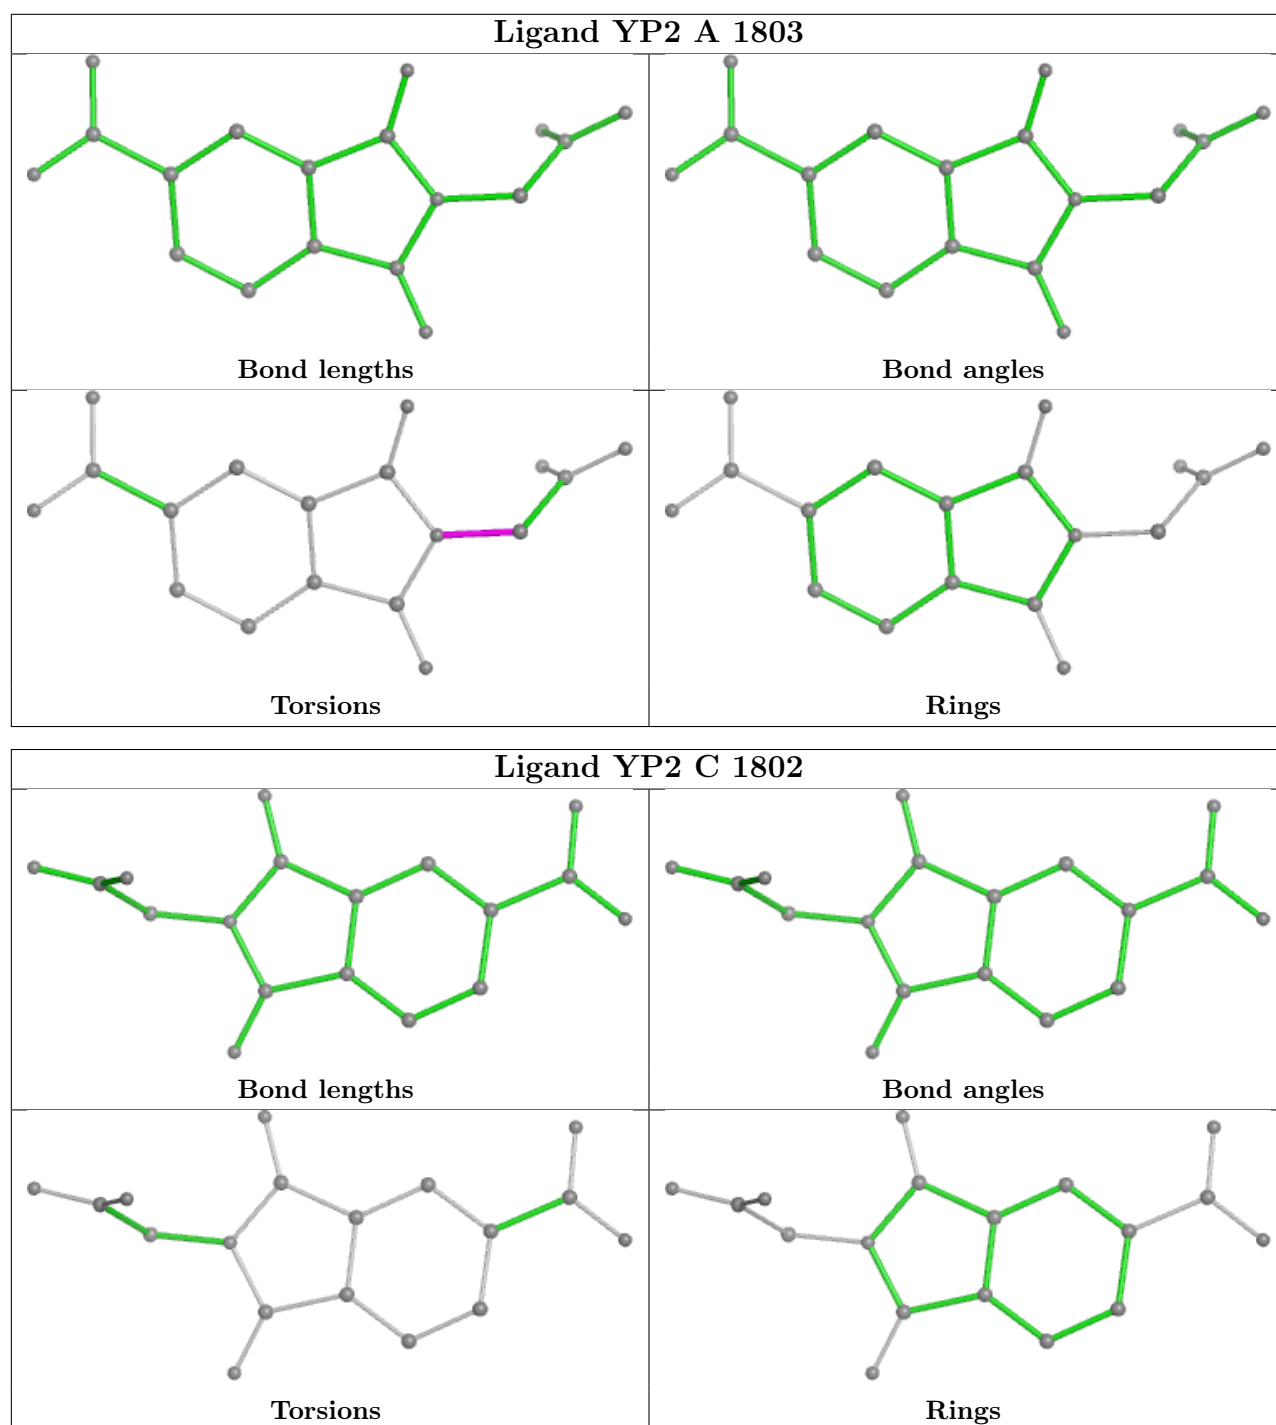 Ligand YP2 A 1803
Bond lengths
Bond angles
Torsions
Rings
Ligand YP2 C 1802
Bond lengths
Bond angles
Torsions
Rings